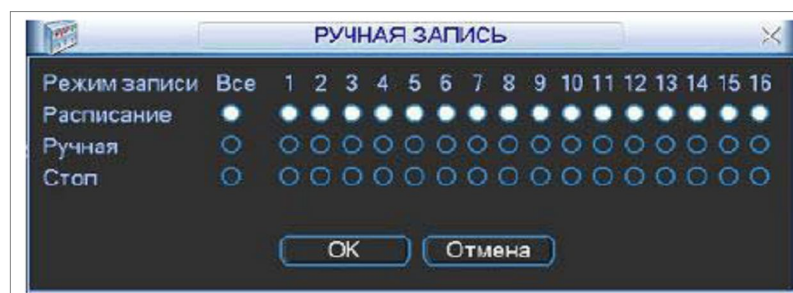 РУЧНАЯ ЗАПИСЬ
Режим записи Все 1 2 3 4 5 6 7 8 9 10 11 12 13 14 15 16
Расписание
Ручная
Стоп
OK Отмена